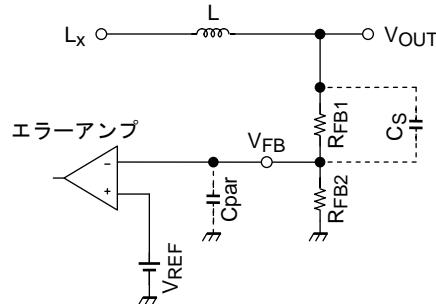 L
Lx
VOUT
RFB1
CS
エラーアンプ
VFB
-
+
Cpar
RFB2
VREF